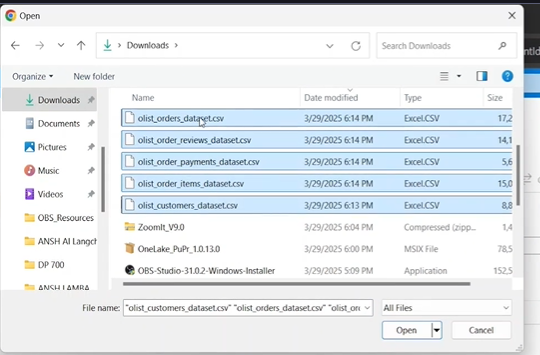 Open
Downloads
Search Downloads
Organize
New folder
Name Date modified Type Size
Downloads
Documents
Pictures
Music
Videos
OBS_Resources
ANSH AI Langch
DP 700
ANSH LAMBA
olist_orders_dataset.csv 3/29/2025 6:14 PM Excel.CSV 17,2
olist_order_reviews_dataset.csv 3/29/2025 6:14 PM Excel.CSV 14,1
olist_order_payments_dataset.csv 3/29/2025 6:14 PM Excel.CSV 5,6
olist_order_items_dataset.csv 3/29/2025 6:14 PM Excel.CSV 15,0
olist_customers_dataset.csv 3/29/2025 6:13 PM Excel.CSV 8,8
ZoomIt_V9.0 3/29/2025 6:04 PM Compressed (zipp... 1,4
OneLake_PuPr_1.0.13.0 3/29/2025 6:00 PM MSIX File 78,5
OBS-Studio-31.0.2-Windows-Installer 3/29/2025 5:09 PM Application 152,5
File name: "olist_customers_dataset.csv" "olist_orders_dataset.csv" "olist_or
All Files
Open
Cancel